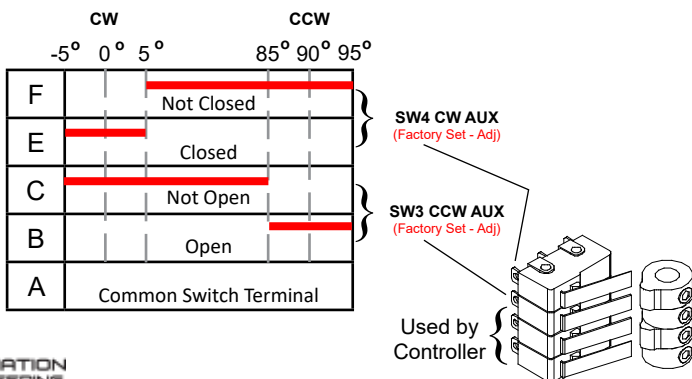 CW CCW
-5° 0° 5° 85° 90° 95°
F Not Closed
E Closed
SW4 CW AUX
(Factory Set - Adj)
C Not Open
B Open
SW3 CCW AUX
(Factory Set - Adj)
A Common Switch Terminal
Used by
Controller